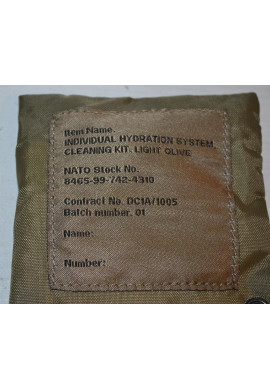 Item Name
INDIVIDUAL HYDRATION SYSTEM
CLEANING KIT. LIGHT OLIVE
NATO Stock No.
8465-99-742-4310
Contract No. DC1A/1005
Batch number. 01
Name:
Number: